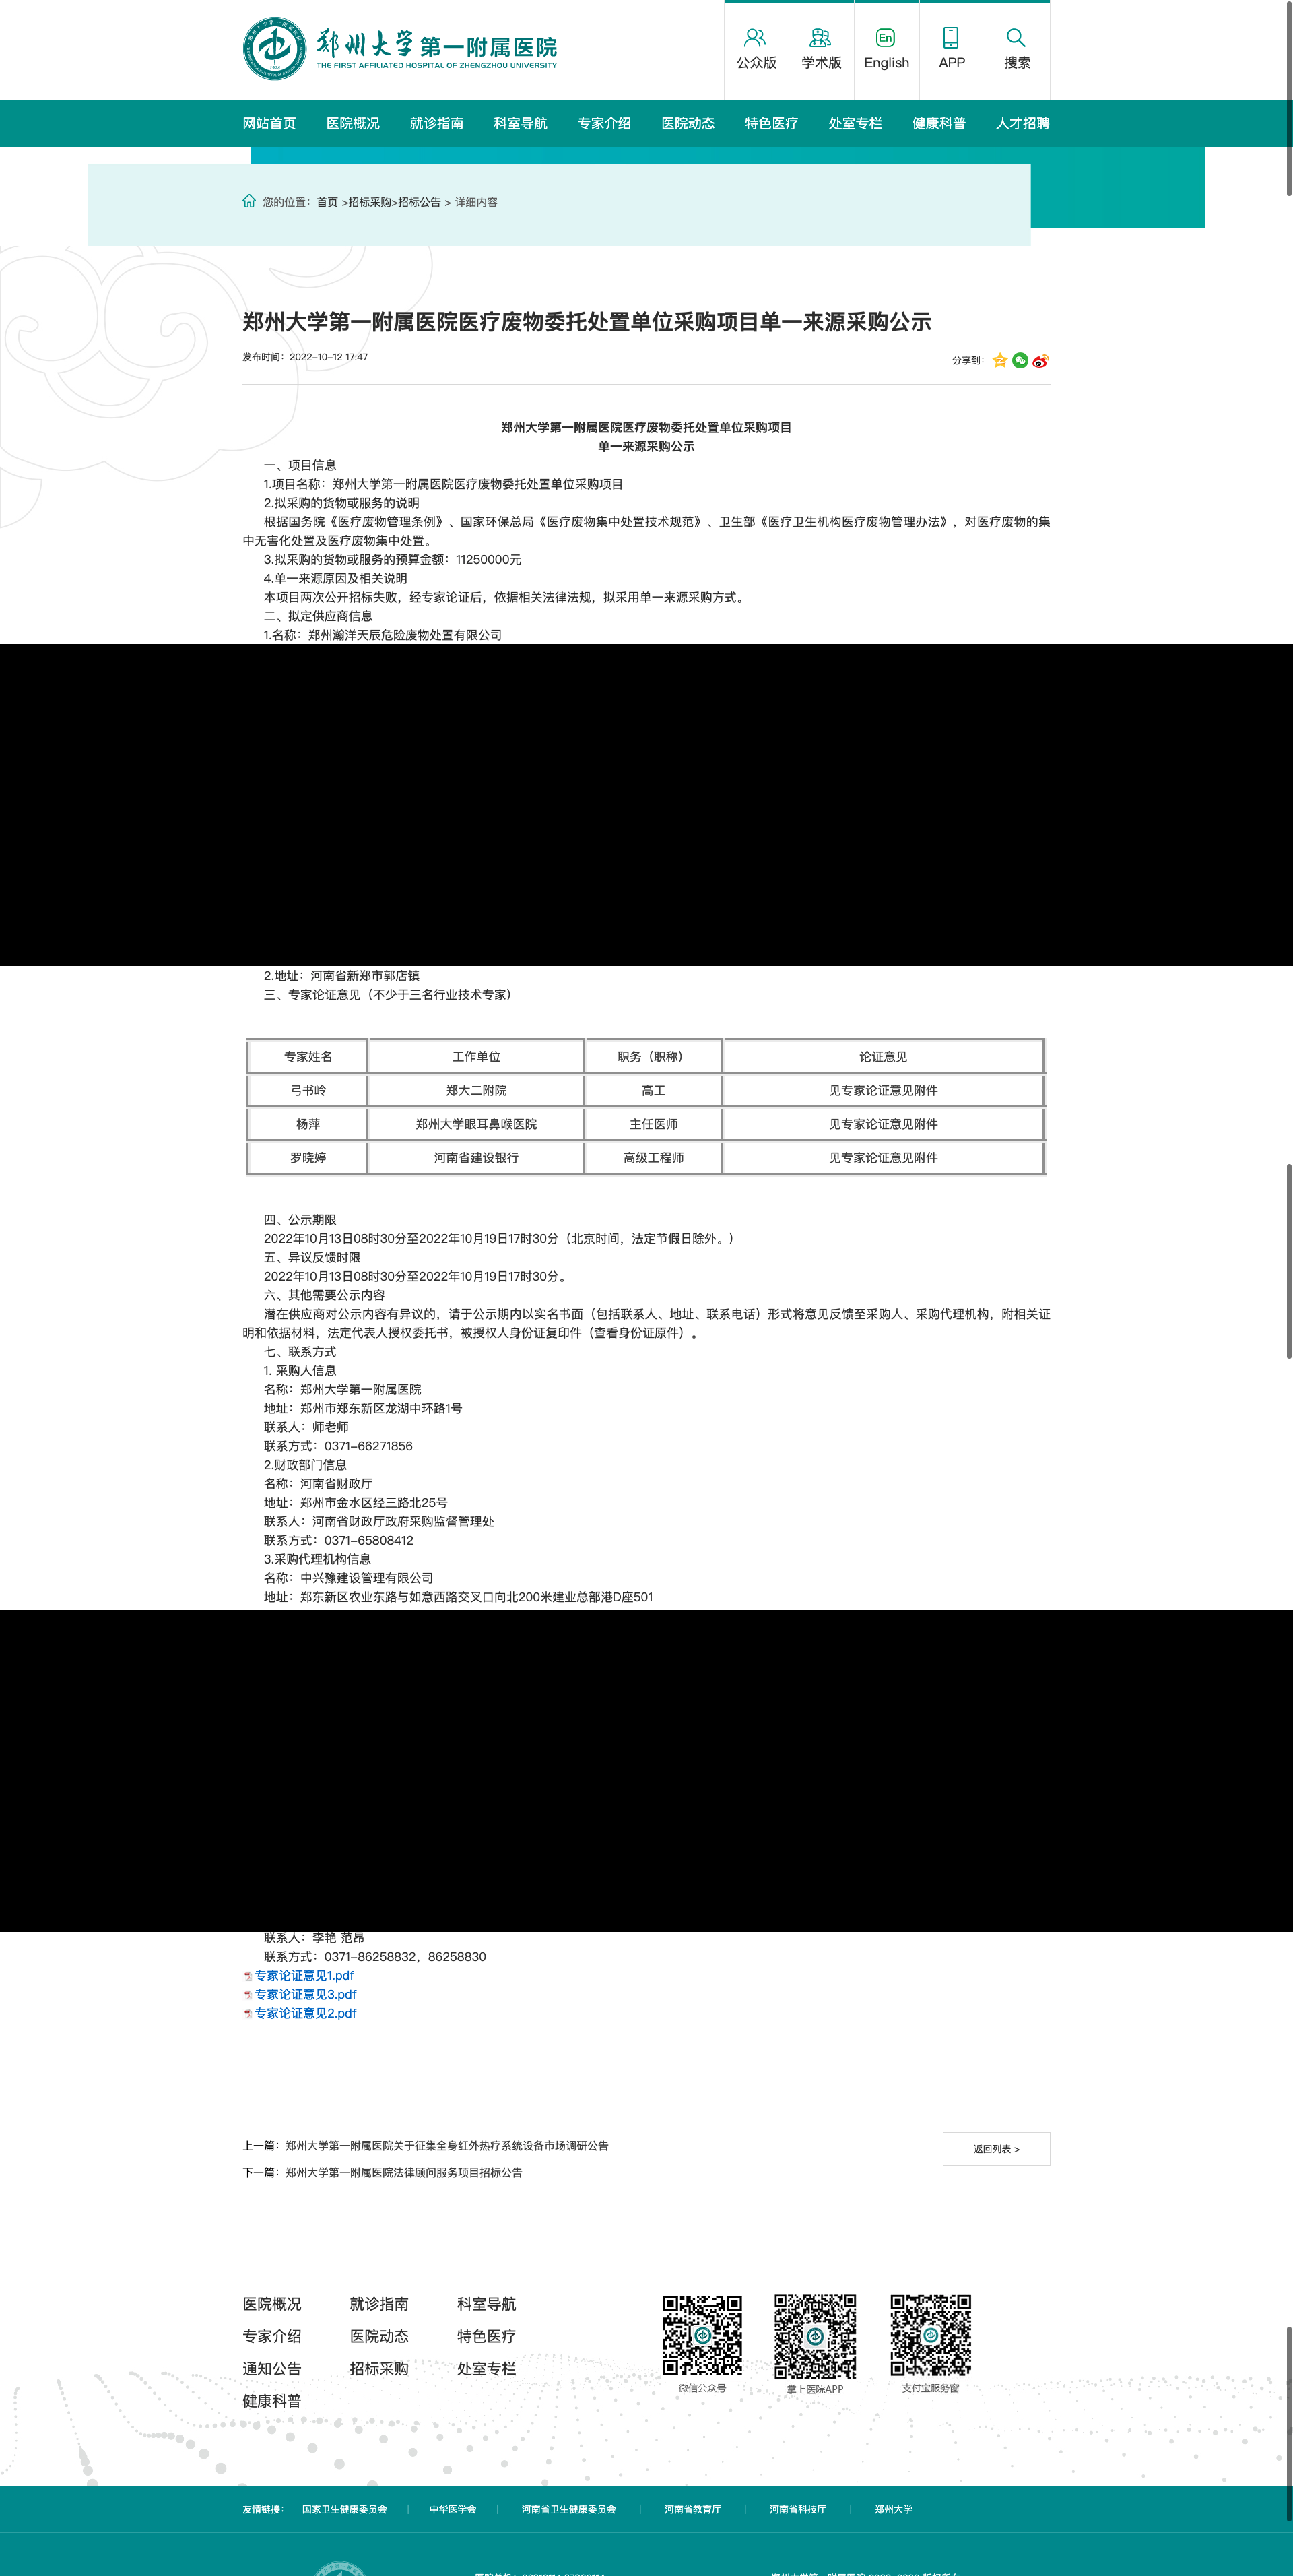 郑州大学第一附属医院
THE FIRST AFFILIATED HOSPITAL OF ZHENGZHOU UNIVERSITY
公众版
学术版
English
APP
搜索
网站首页
医院概况
就诊指南
科室导航
专家介绍
医院动态
特色医疗
处室专栏
健康科普
人才招聘
您的位置：首页 >招标采购>招标公告 > 详细内容
郑州大学第一附属医院医疗废物委托处置单位采购项目单一来源采购公示
发布时间：2022-10-12 17:47
分享到：
郑州大学第一附属医院医疗废物委托处置单位采购项目
单一来源采购公示
一、项目信息
1.项目名称：郑州大学第一附属医院医疗废物委托处置单位采购项目
2.拟采购的货物或服务的说明
根据国务院《医疗废物管理条例》、国家环保总局《医疗废物集中处置技术规范》、卫生部《医疗卫生机构医疗废物管理办法》，对医疗废物的集
中无害化处置及医疗废物集中处置。
3.拟采购的货物或服务的预算金额：11250000元
4.单一来源原因及相关说明
本项目两次公开招标失败，经专家论证后，依据相关法律法规，拟采用单一来源采购方式。
二、拟定供应商信息
1.名称：郑州瀚洋天辰危险废物处置有限公司
2.地址：河南省新郑市郭店镇
三、专家论证意见（不少于三名行业技术专家）
专家姓名 工作单位 职务（职称） 论证意见
弓书岭 郑大二附院 高工 见专家论证意见附件
杨萍 郑州大学眼耳鼻喉医院 主任医师 见专家论证意见附件
罗晓婷 河南省建设银行 高级工程师 见专家论证意见附件
四、公示期限
2022年10月13日08时30分至2022年10月19日17时30分（北京时间，法定节假日除外。）
五、异议反馈时限
2022年10月13日08时30分至2022年10月19日17时30分。
六、其他需要公示内容
潜在供应商对公示内容有异议的，请于公示期内以实名书面（包括联系人、地址、联系电话）形式将意见反馈至采购人、采购代理机构，附相关证
明和依据材料，法定代表人授权委托书，被授权人身份证复印件（查看身份证原件）。
七、联系方式
1. 采购人信息
名称：郑州大学第一附属医院
地址：郑州市郑东新区龙湖中环路1号
联系人：师老师
联系方式：0371-66271856
2.财政部门信息
名称：河南省财政厅
地址：郑州市金水区经三路北25号
联系人：河南省财政厅政府采购监督管理处
联系方式：0371-65808412
3.采购代理机构信息
名称：中兴豫建设管理有限公司
地址：郑东新区农业东路与如意西路交叉口向北200米建业总部港D座501
联系人：李艳 范昂
联系方式：0371-86258832，86258830
专家论证意见1.pdf
专家论证意见3.pdf
专家论证意见2.pdf
上一篇：郑州大学第一附属医院关于征集全身红外热疗系统设备市场调研公告
返回列表 >
下一篇：郑州大学第一附属医院法律顾问服务项目招标公告
医院概况 就诊指南 科室导航
专家介绍 医院动态 特色医疗
通知公告 招标采购 处室专栏
健康科普
微信公众号
掌上医院APP
支付宝服务窗
友情链接： 国家卫生健康委员会 | 中华医学会 | 河南省卫生健康委员会 | 河南省教育厅 | 河南省科技厅 | 郑州大学